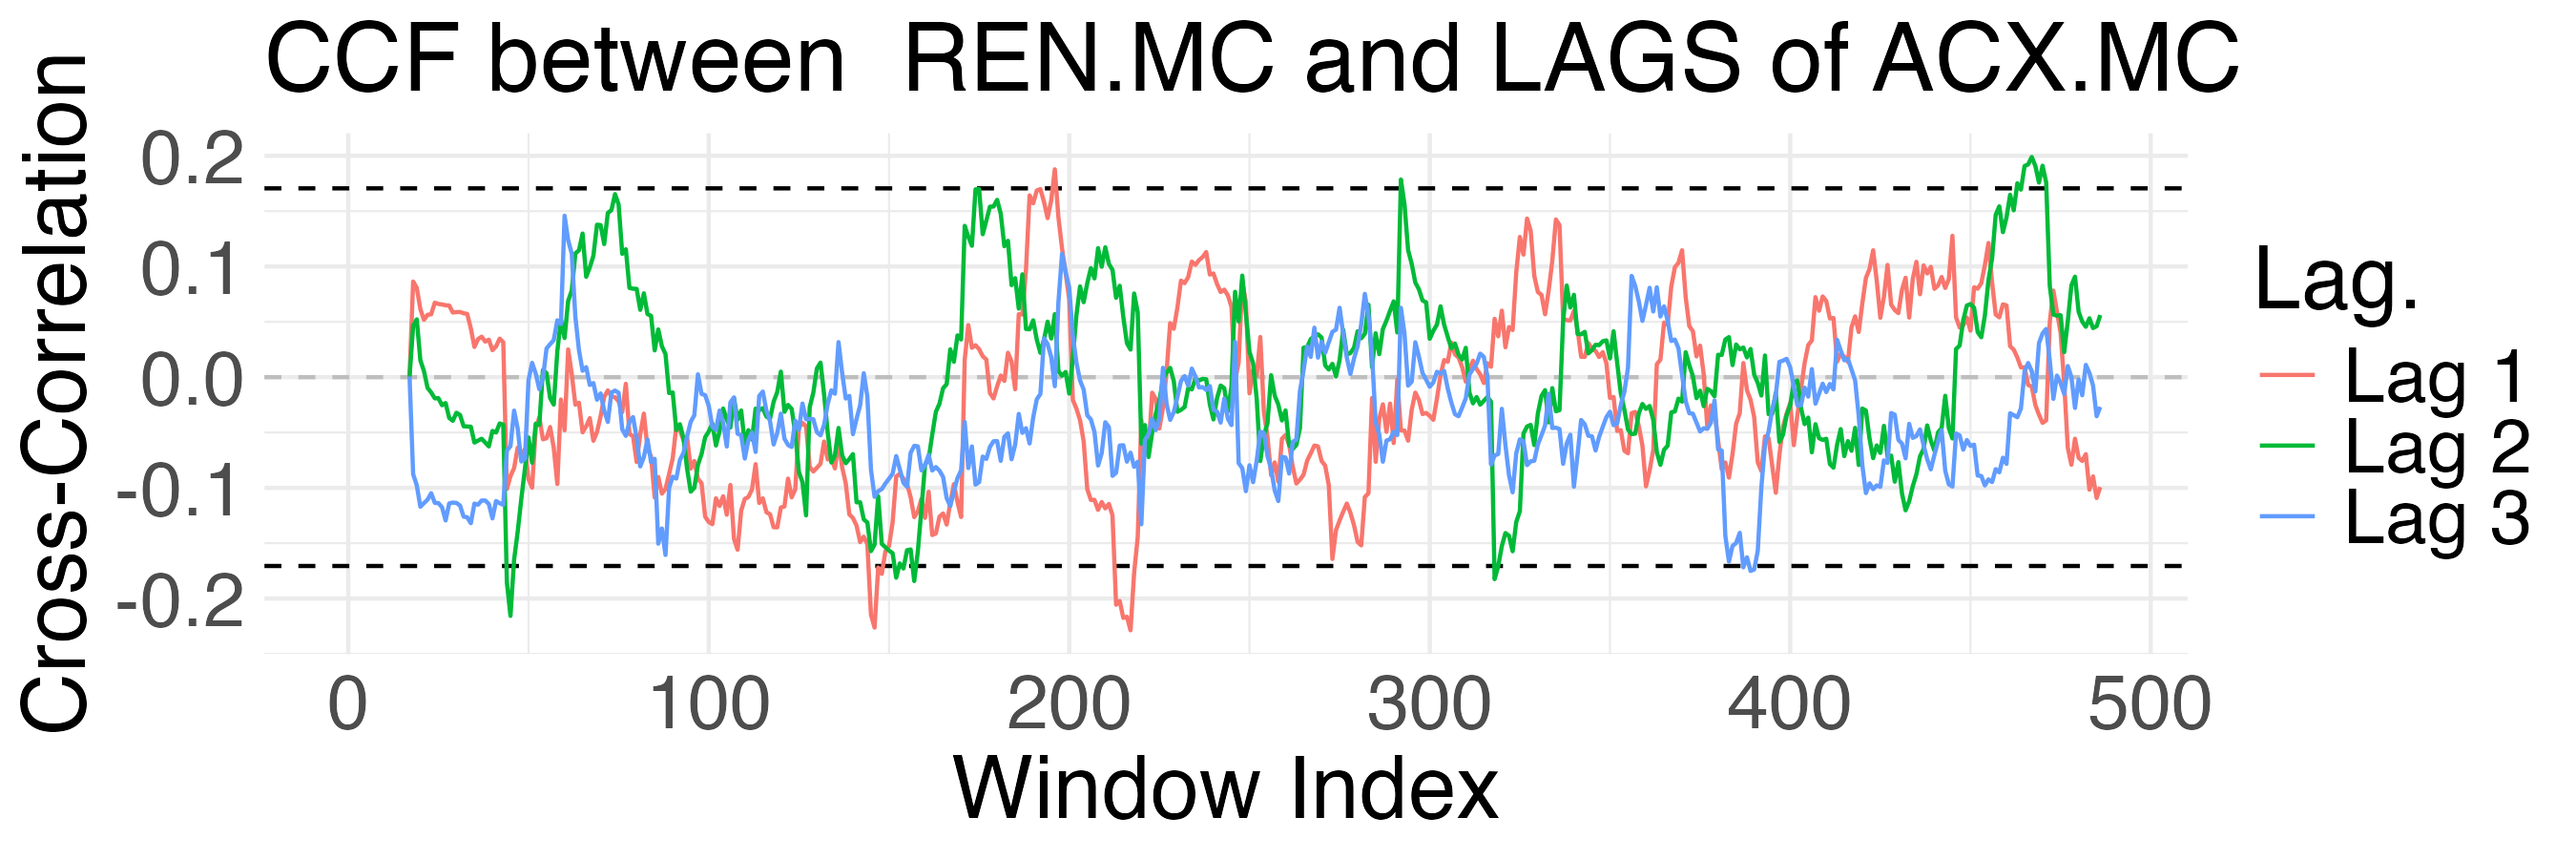 CCF between  REN.MC and LAGS of ACX.MC
Cross-Correlation
0.2
0.1
0.0
-0.1
-0.2
0 100 200 300 400 500
Window Index
Lag.
Lag 1
Lag 2
Lag 3